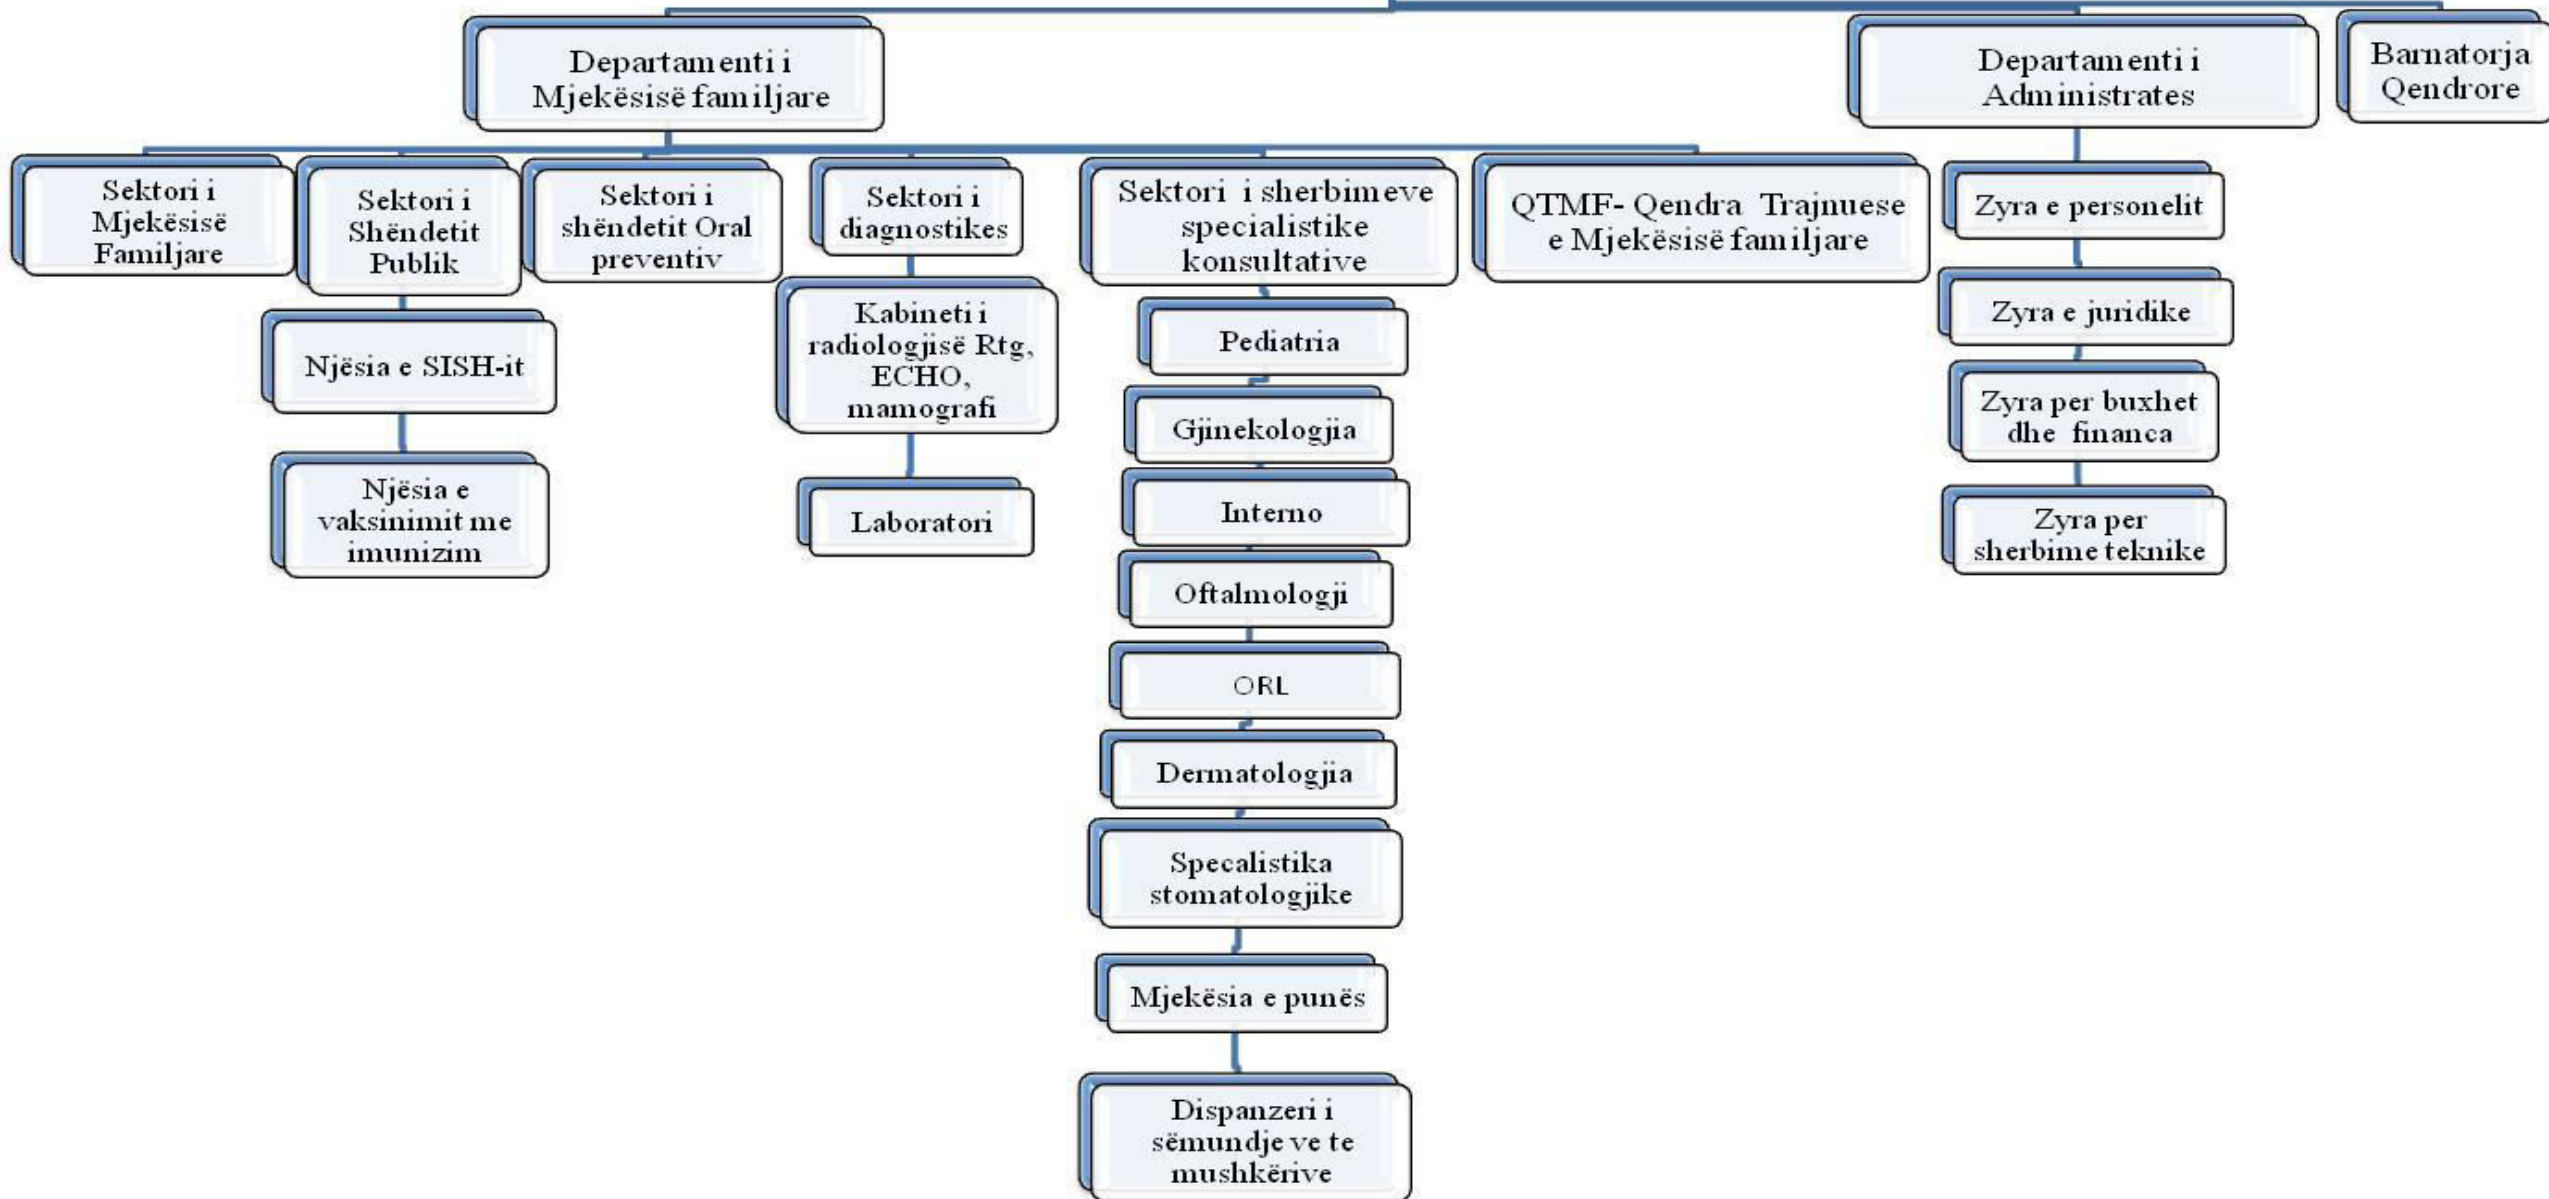 Departamenti i
Mjekësisë familjare
Departamenti i
Administrates
Barnatorja
Qendrore
Sektori i
Mjekësisë
Familjare
Sektori i
Shëndetit
Publik
Njësia e SISH-it
Njësia e
vaksinimit me
imunizim
Sektori i
shëndetit Oral
preventiv
Sektori i
diagnostikes
Kabineti i
radiologjisë Rtg,
ECHO,
mamografi
Laboratori
Sektori i sherbimeve
specialistike
konsultative
Pediatria
Gjinekologjia
Interno
Oftalmologji
ORL
Dermatologjia
Specalistika
stomatologjike
Mjekësia e punës
Dispanzeri i
sëmundje ve te
mushkërive
QTMF- Qendra Trajnuese
e Mjekësisë familjare
Zyra e personelit
Zyra e juridike
Zyra per buxhet
dhe financa
Zyra per
sherbime teknike